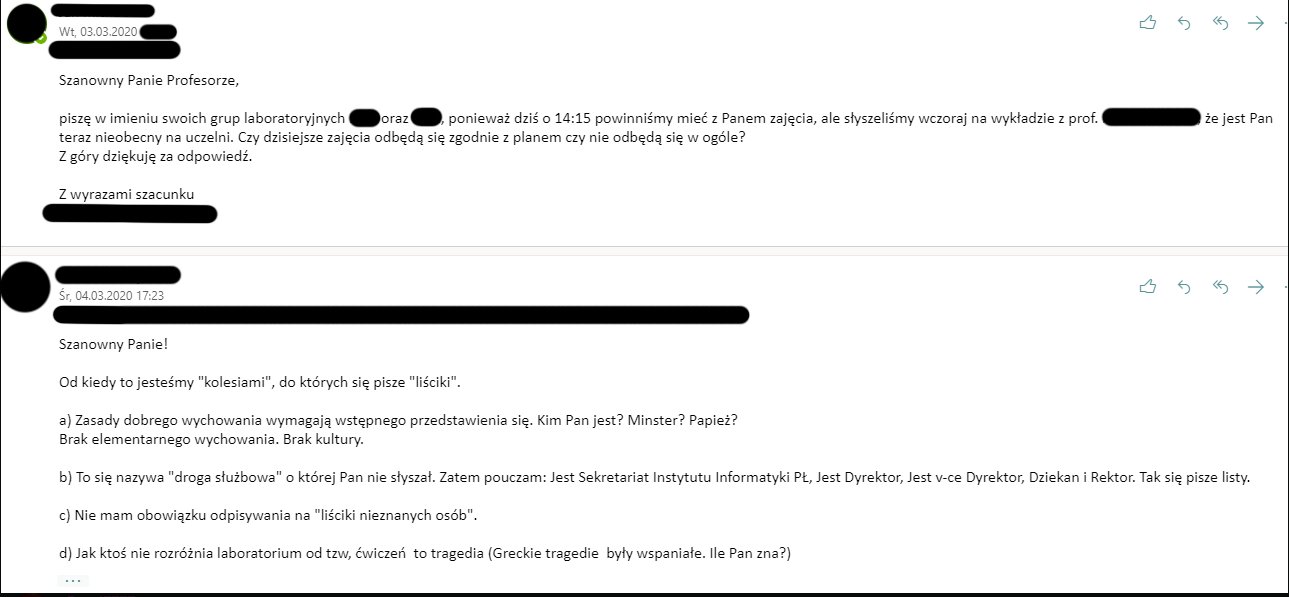 Wt, 03.03.2020
Szanowny Panie Profesorze,
piszę w imieniu swoich grup laboratoryjnych oraz , ponieważ dziś o 14:15 powinniśmy mieć z Panem zajęcia, ale słyszeliśmy wczoraj na wykładzie z prof. , że jest Pan
teraz nieobecny na uczelni. Czy dzisiejsze zajęcia odbędą się zgodnie z planem czy nie odbędą się w ogóle?
Z góry dziękuję za odpowiedź.
Z wyrazami szacunku
Śr, 04.03.2020 17:23
Szanowny Panie!
Od kiedy to jesteśmy "kolesiami", do których się pisze "liściki".
a) Zasady dobrego wychowania wymagają wstępnego przedstawienia się. Kim Pan jest? Minster? Papież?
Brak elementarnego wychowania. Brak kultury.
b) To się nazywa "droga służbowa" o której Pan nie słyszał. Zatem pouczam: Jest Sekretariat Instytutu Informatyki PŁ, Jest Dyrektor, Jest v-ce Dyrektor, Dziekan i Rektor. Tak się pisze listy.
c) Nie mam obowiązku odpisywania na "liściki nieznanych osób".
d) Jak ktoś nie rozróżnia laboratorium od tzw, ćwiczeń to tragedia (Greckie tragedie były wspaniałe. Ile Pan zna?)
...